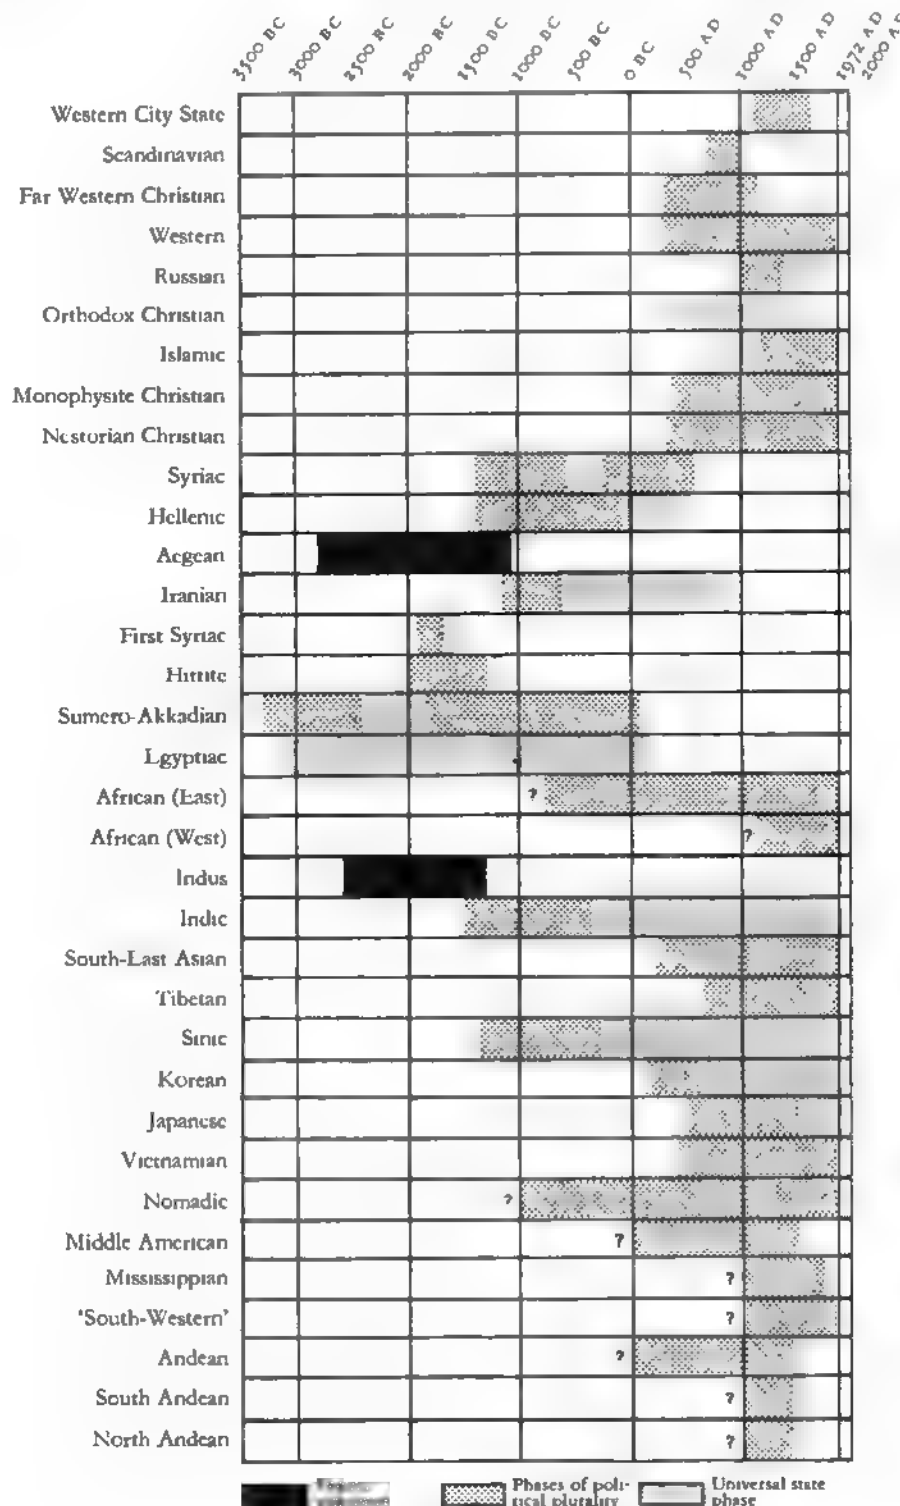 3500 BC
3000 BC
2500 BC
2000 BC
1500 BC
1000 BC
500 BC
0 BC
500 AD
1000 AD
1500 AD
1972 AD
2000 AD
Western City State
Scandinavian
Far Western Christian
Western
Russian
Orthodox Christian
Islamic
Monophysite Christian
Nestorian Christian
Syriac
Hellenic
Aegean
Iranian
First Syriac
Hittite
Sumero-Akkadian
Egyptiac
African (East) ?
African (West) ?
Indus
Indic
South-East Asian
Tibetan
Sinic
Korean
Japanese
Vietnamian
Nomadic ?
Middle American ?
Mississippian ?
'South-Western' ?
Andean ?
South Andean ?
North Andean ?
Phases of poli-
tical plurality
Universal state
phase